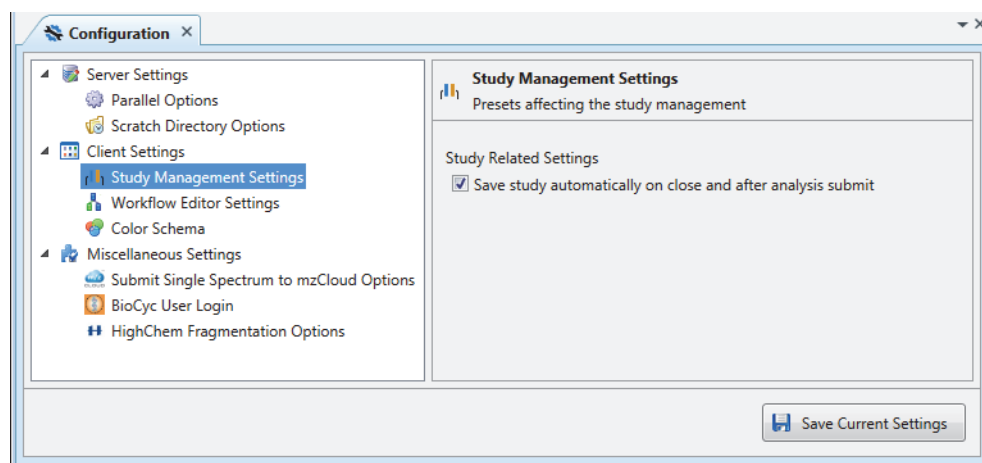 Configuration
Server Settings
Parallel Options
Scratch Directory Options
Client Settings
Study Management Settings
Workflow Editor Settings
Color Schema
Miscellaneous Settings
Submit Single Spectrum to mzCloud Options
BioCyc User Login
HighChem Fragmentation Options
Study Management Settings
Presets affecting the study management
Study Related Settings
Save study automatically on close and after analysis submit
Save Current Settings